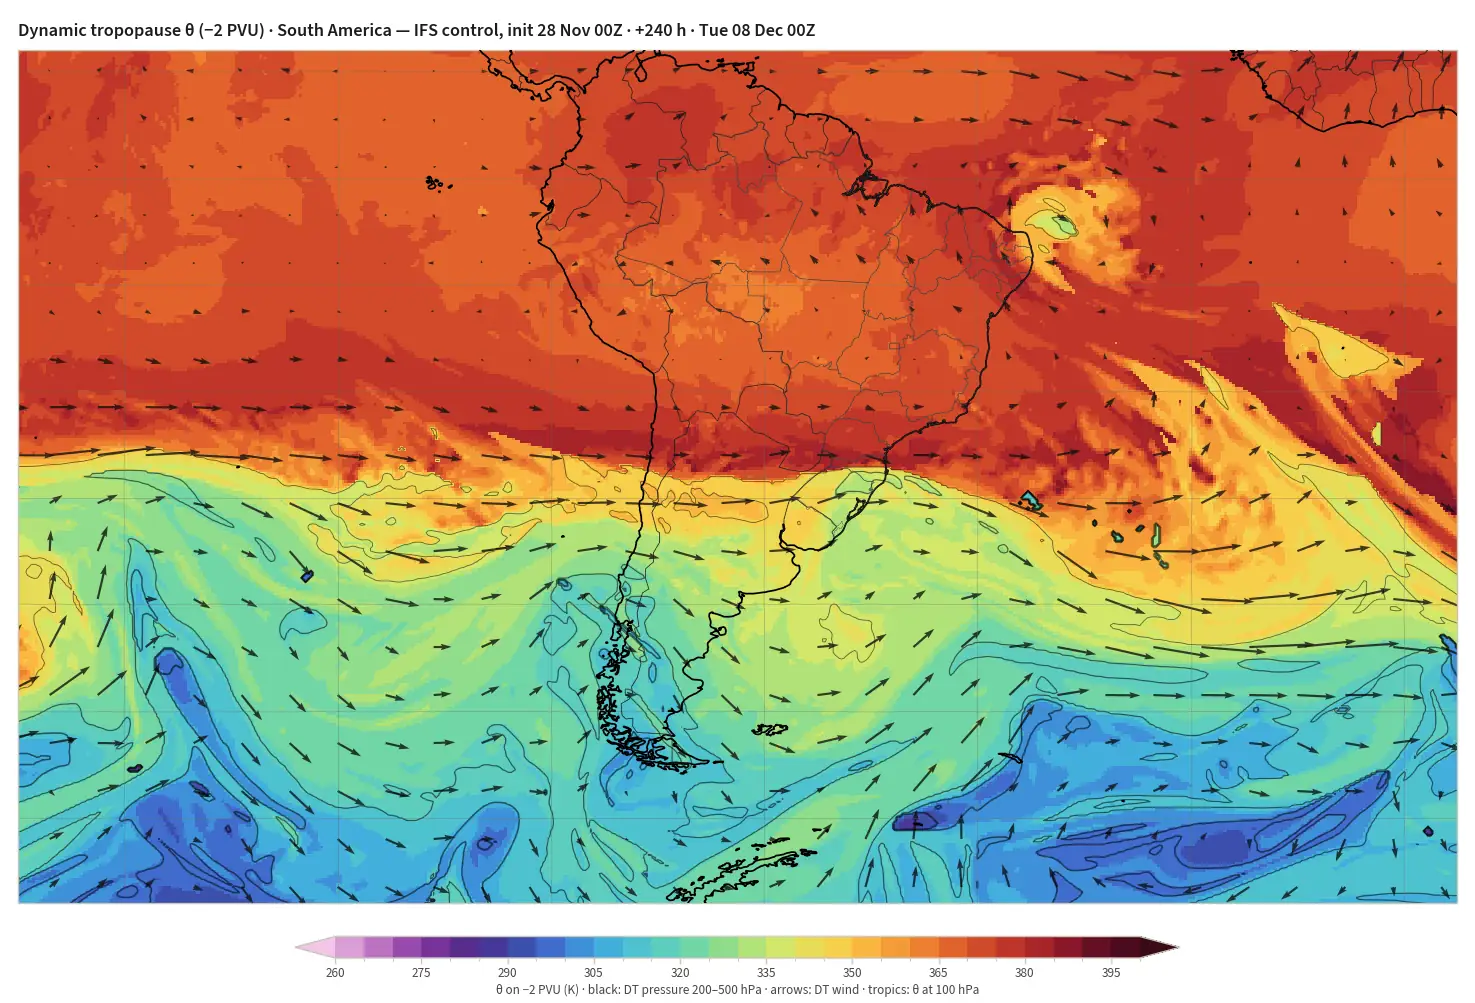 Dynamic tropopause θ (−2 PVU) · South America — IFS control, init 28 Nov 00Z · +240 h · Tue 08 Dec 00Z
260 275 290 305 320 335 350 365 380 395
θ on −2 PVU (K) · black: DT pressure 200–500 hPa · arrows: DT wind · tropics: θ at 100 hPa